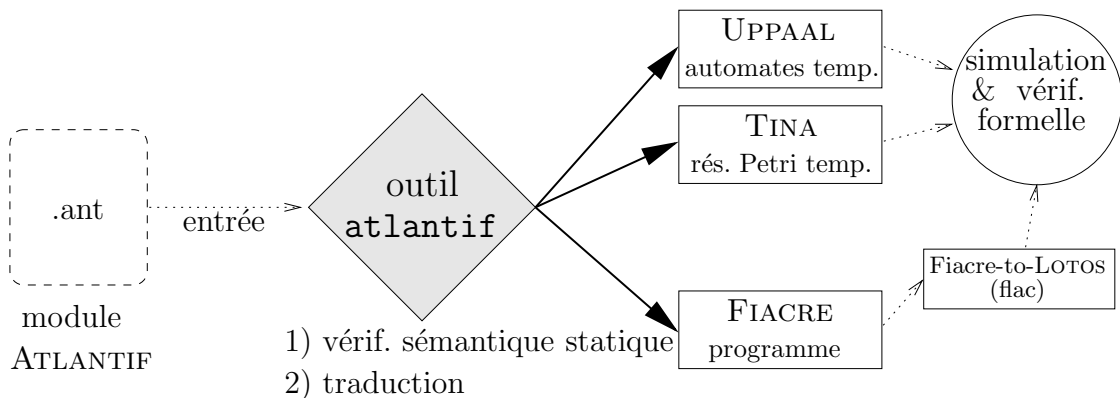 .ant
module
ATLANTIF
entrée
outil
atlantif
1) vérif. sémantique statique
2) traduction
UPPAAL
automates temp.
TINA
rés. Petri temp.
FIACRE
programme
Fiacre-to-LOTOS
(flac)
simulation
& vérif.
formelle